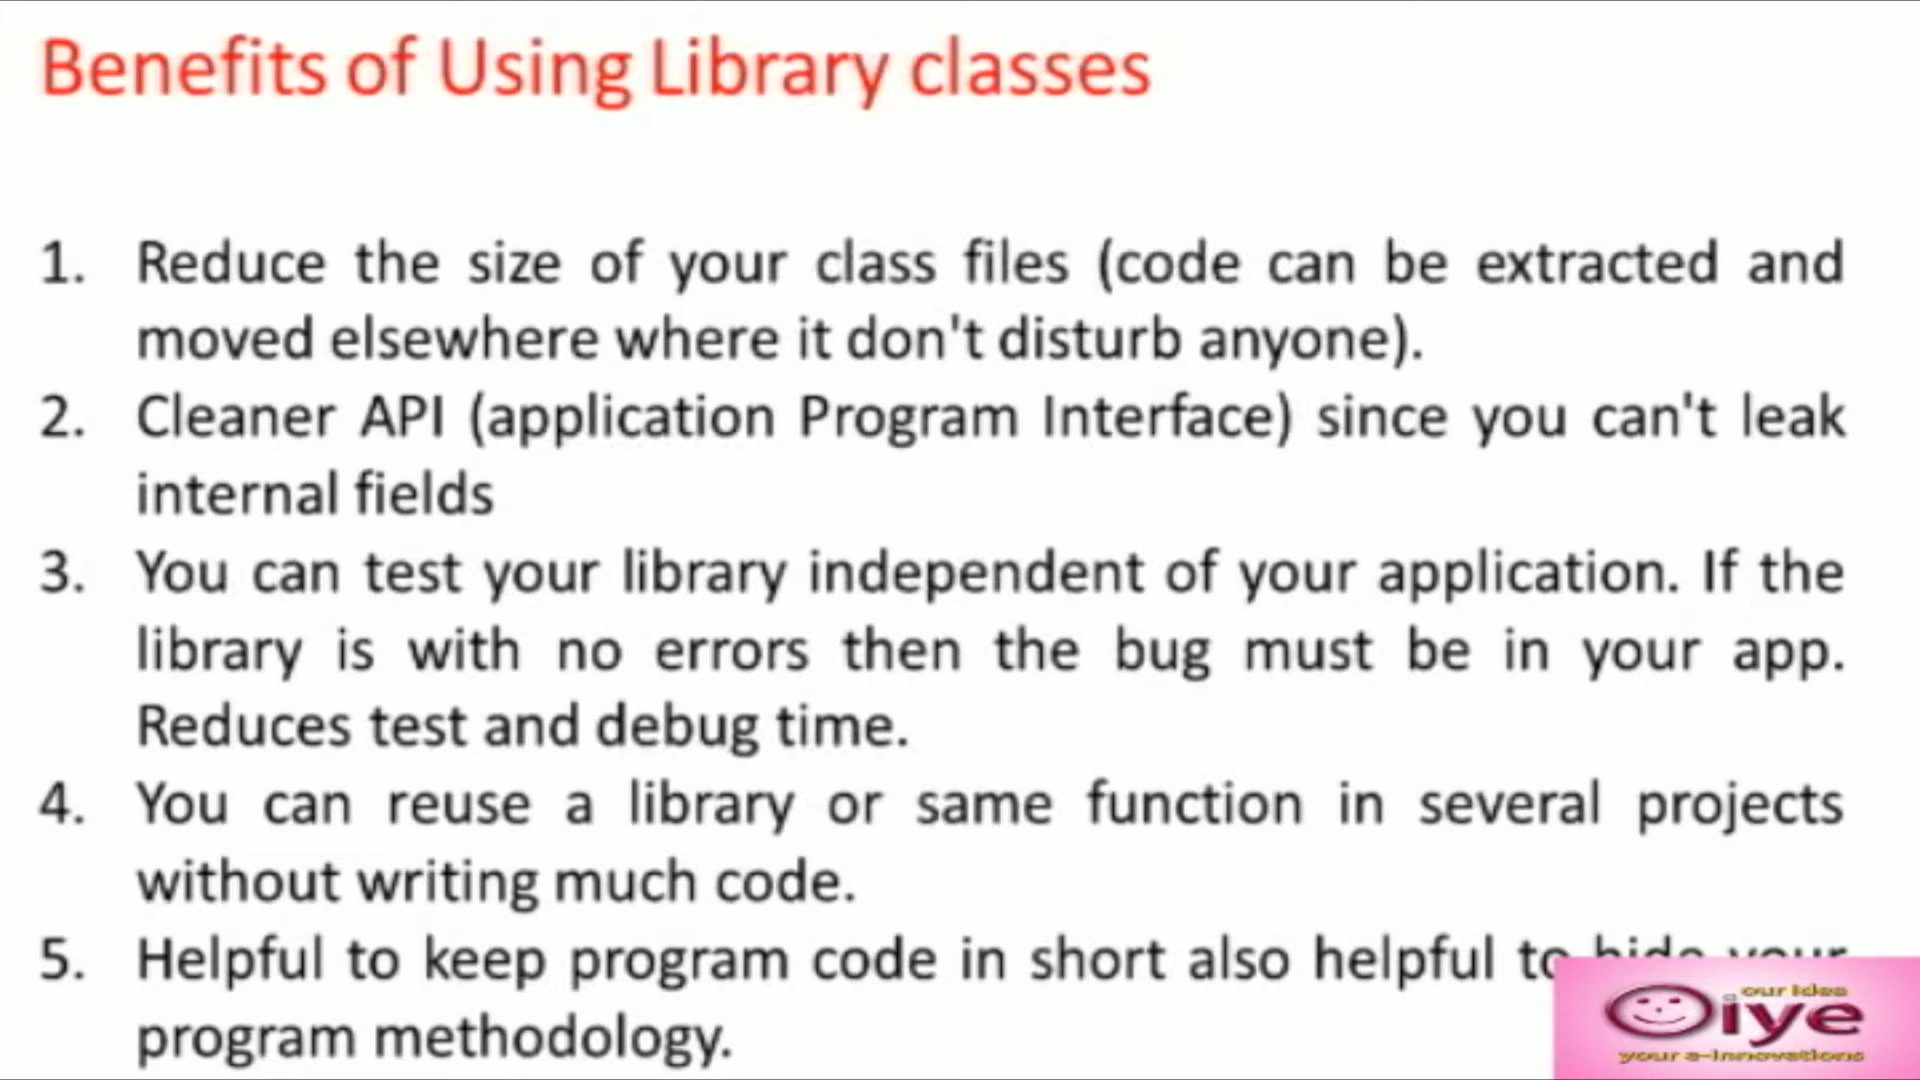 Benefits of Using Library classes
1. Reduce the size of your class files (code can be extracted and
moved elsewhere where it don't disturb anyone).
2. Cleaner API (application Program Interface) since you can't leak
internal fields
3. You can test your library independent of your application. If the
library is with no errors then the bug must be in your app.
Reduces test and debug time.
4. You can reuse a library or same function in several projects
without writing much code.
5. Helpful to keep program code in short also helpful to hide your
program methodology.
our idea
Oiye
your e-innovations